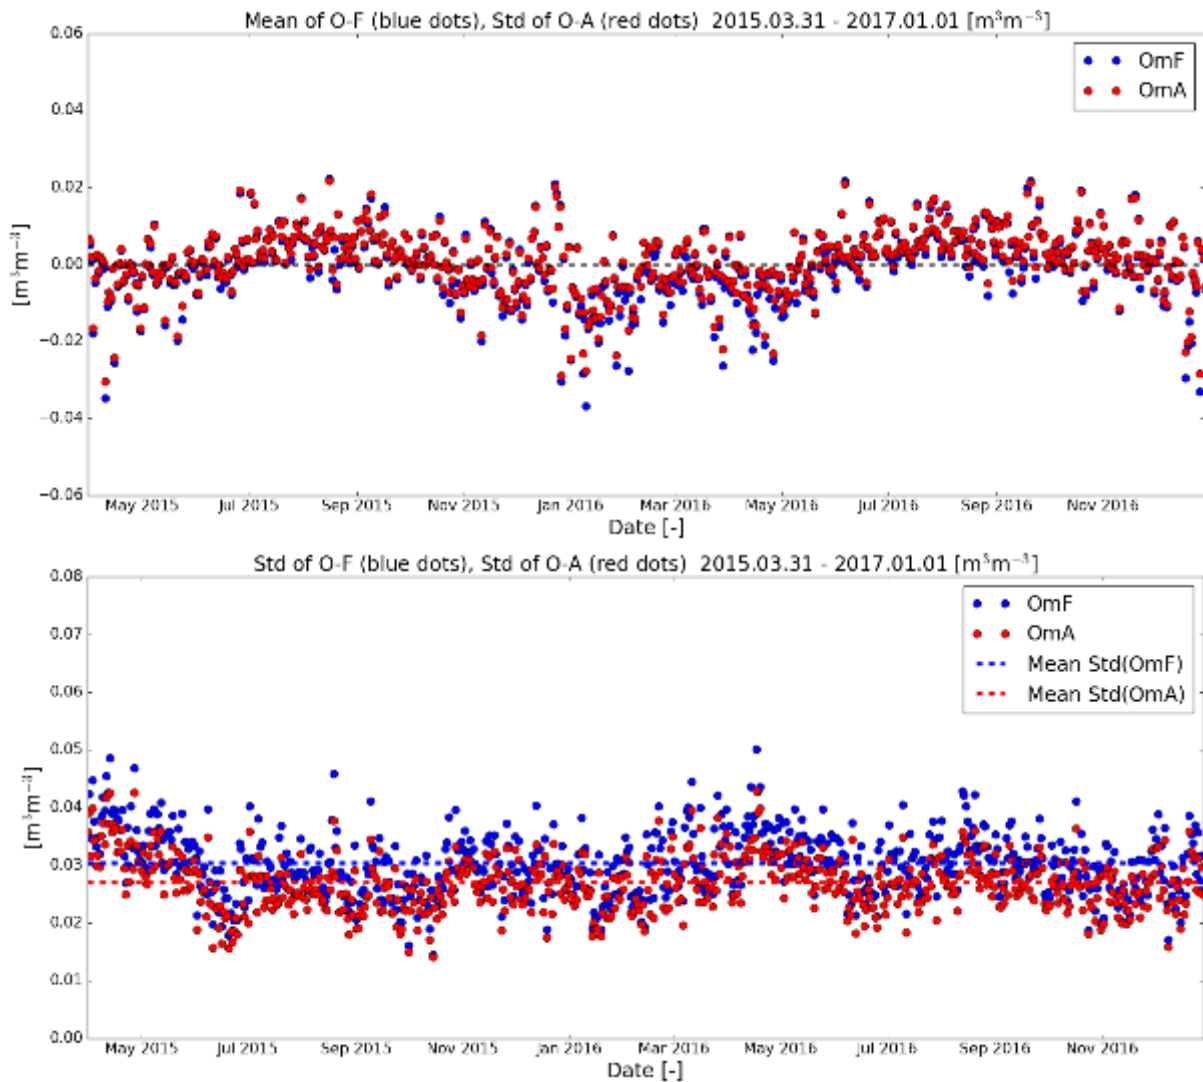 Mean of O-F (blue dots), Std of O-A (red dots) 2015.03.31 - 2017.01.01 [m³m⁻³]
0.06
0.04
0.02
0.00
−0.02
−0.04
−0.06
[m³m⁻³]
OmF
OmA
May 2015 Jul 2015 Sep 2015 Nov 2015 Jan 2016 Mar 2016 May 2016 Jul 2016 Sep 2016 Nov 2016
Date [-]
Std of O-F (blue dots), Std of O-A (red dots) 2015.03.31 - 2017.01.01 [m³m⁻³]
0.08
0.07
0.06
0.05
0.04
0.03
0.02
0.01
0.00
[m³m⁻³]
OmF
OmA
Mean Std(OmF)
Mean Std(OmA)
May 2015 Jul 2015 Sep 2015 Nov 2015 Jan 2016 Mar 2016 May 2016 Jul 2016 Sep 2016 Nov 2016
Date [-]